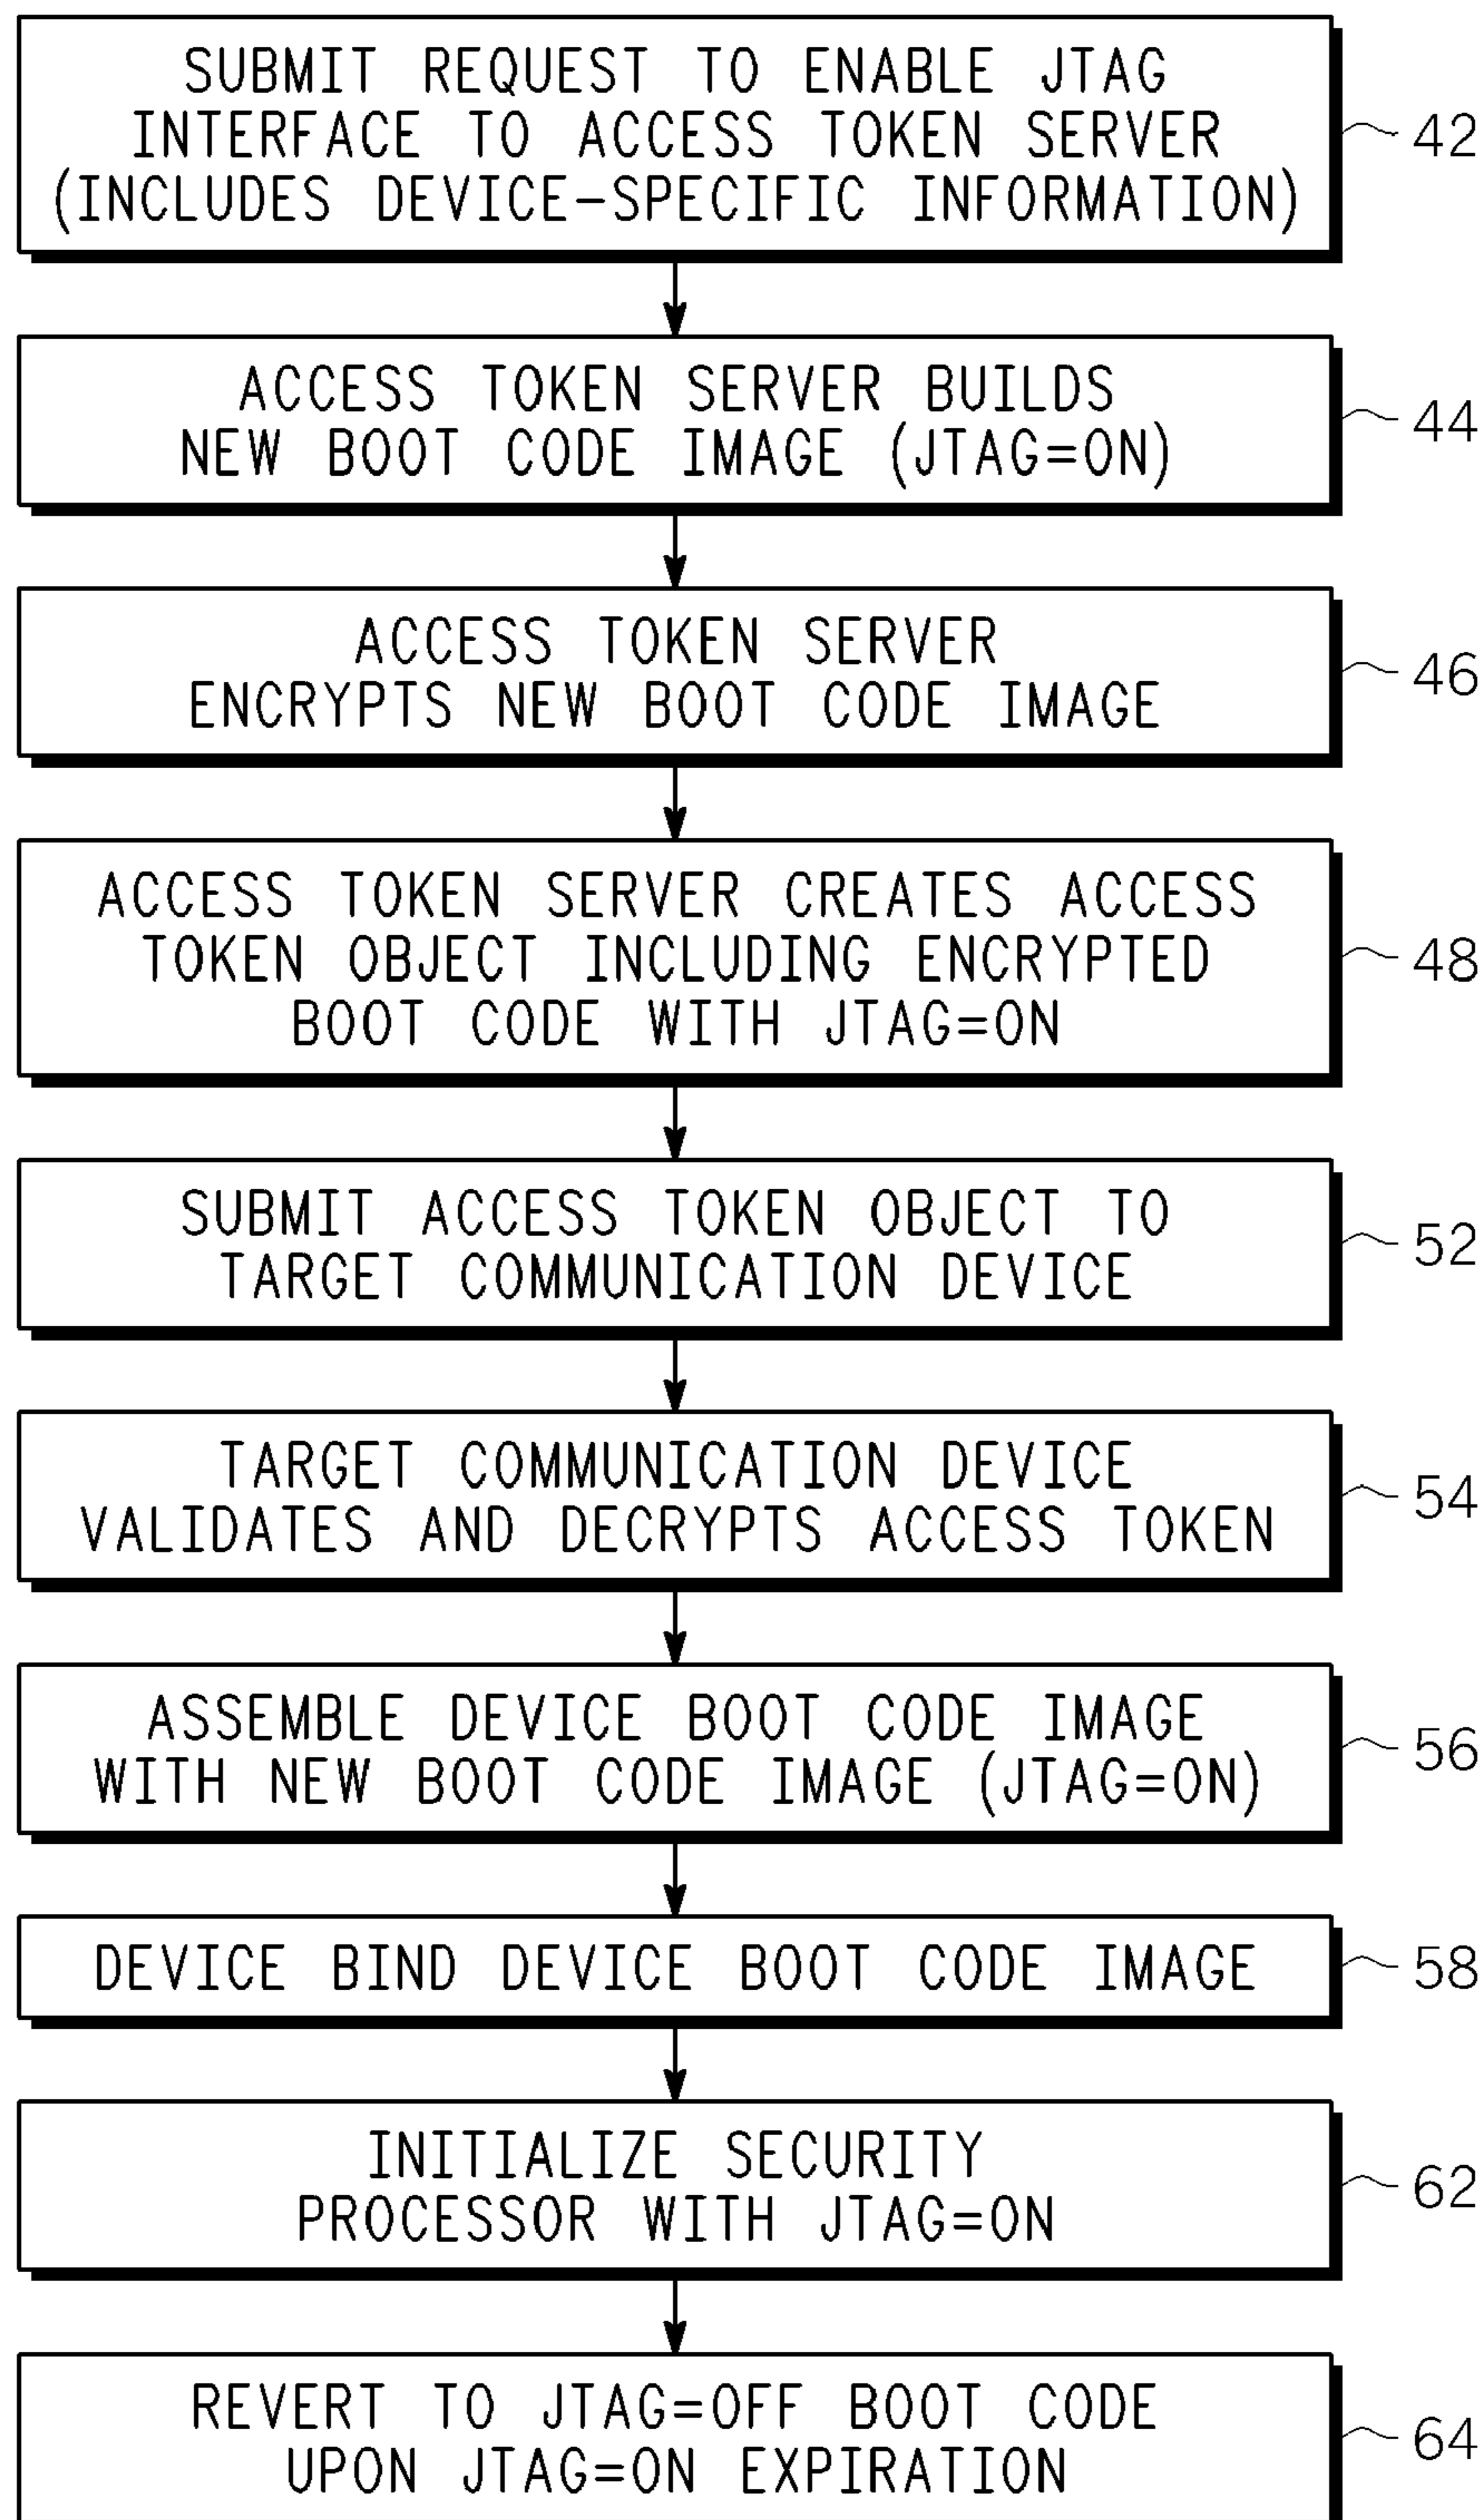 SUBMIT REQUEST TO ENABLE JTAG
INTERFACE TO ACCESS TOKEN SERVER
(INCLUDES DEVICE-SPECIFIC INFORMATION)
42
ACCESS TOKEN SERVER BUILDS
NEW BOOT CODE IMAGE (JTAG=ON)
44
ACCESS TOKEN SERVER
ENCRYPTS NEW BOOT CODE IMAGE
46
ACCESS TOKEN SERVER CREATES ACCESS
TOKEN OBJECT INCLUDING ENCRYPTED
BOOT CODE WITH JTAG=ON
48
SUBMIT ACCESS TOKEN OBJECT TO
TARGET COMMUNICATION DEVICE
52
TARGET COMMUNICATION DEVICE
VALIDATES AND DECRYPTS ACCESS TOKEN
54
ASSEMBLE DEVICE BOOT CODE IMAGE
WITH NEW BOOT CODE IMAGE (JTAG=ON)
56
DEVICE BIND DEVICE BOOT CODE IMAGE
58
INITIALIZE SECURITY
PROCESSOR WITH JTAG=ON
62
REVERT TO JTAG=OFF BOOT CODE
UPON JTAG=ON EXPIRATION
64